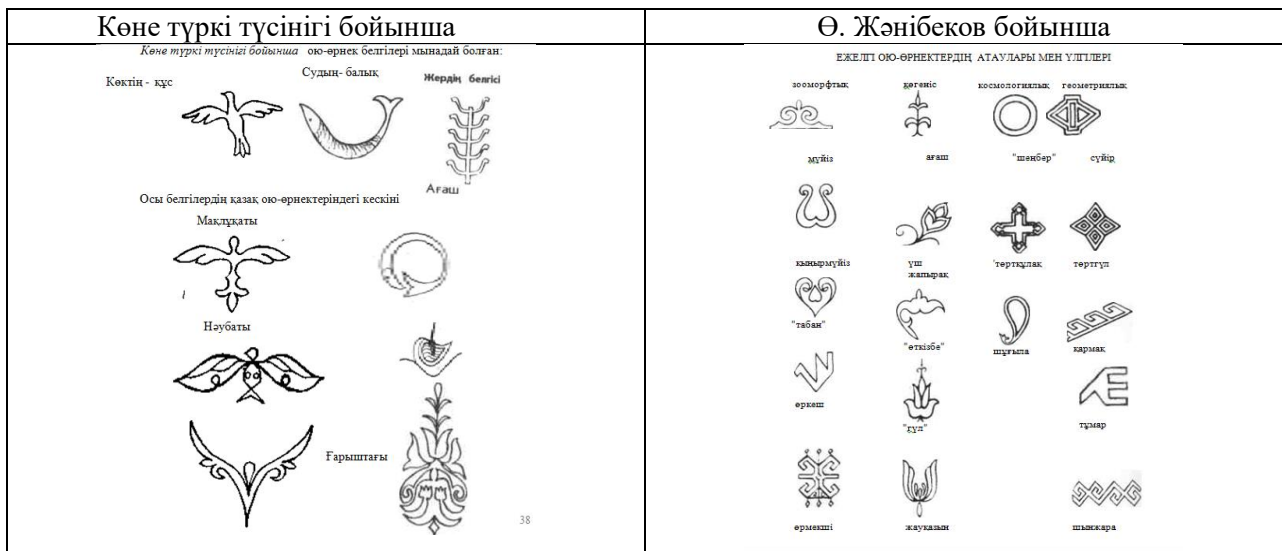 Көне түркі түсінігі бойынша
Көне түркі түсінігі бойынша ою-өрнек белгілері мынадай болған:
Көктің - құс
Судың- балық
Жердің белгісі
Ағаш
Осы белгілердің қазақ ою-өрнектеріндегі кескіні
Мақлұқаты
Нәубаты
Ғарыштағы
38
Ө. Жәнібеков бойынша
ЕЖЕЛГІ ОЮ-ӨРНЕКТЕРДІҢ АТАУЛАРЫ МЕН ҮЛГІЛЕРІ
зооморфтық көгеніс космологиялық геометриялық
мүйіз ағаш "шеңбер" сүйір
қыңырмүйіз үш жапырақ "төртқұлақ төртгүл
"табан" "өткізбе" шұғыла қармақ
өркеш "күл" тұмар
өрмекші жауқазын шынжара